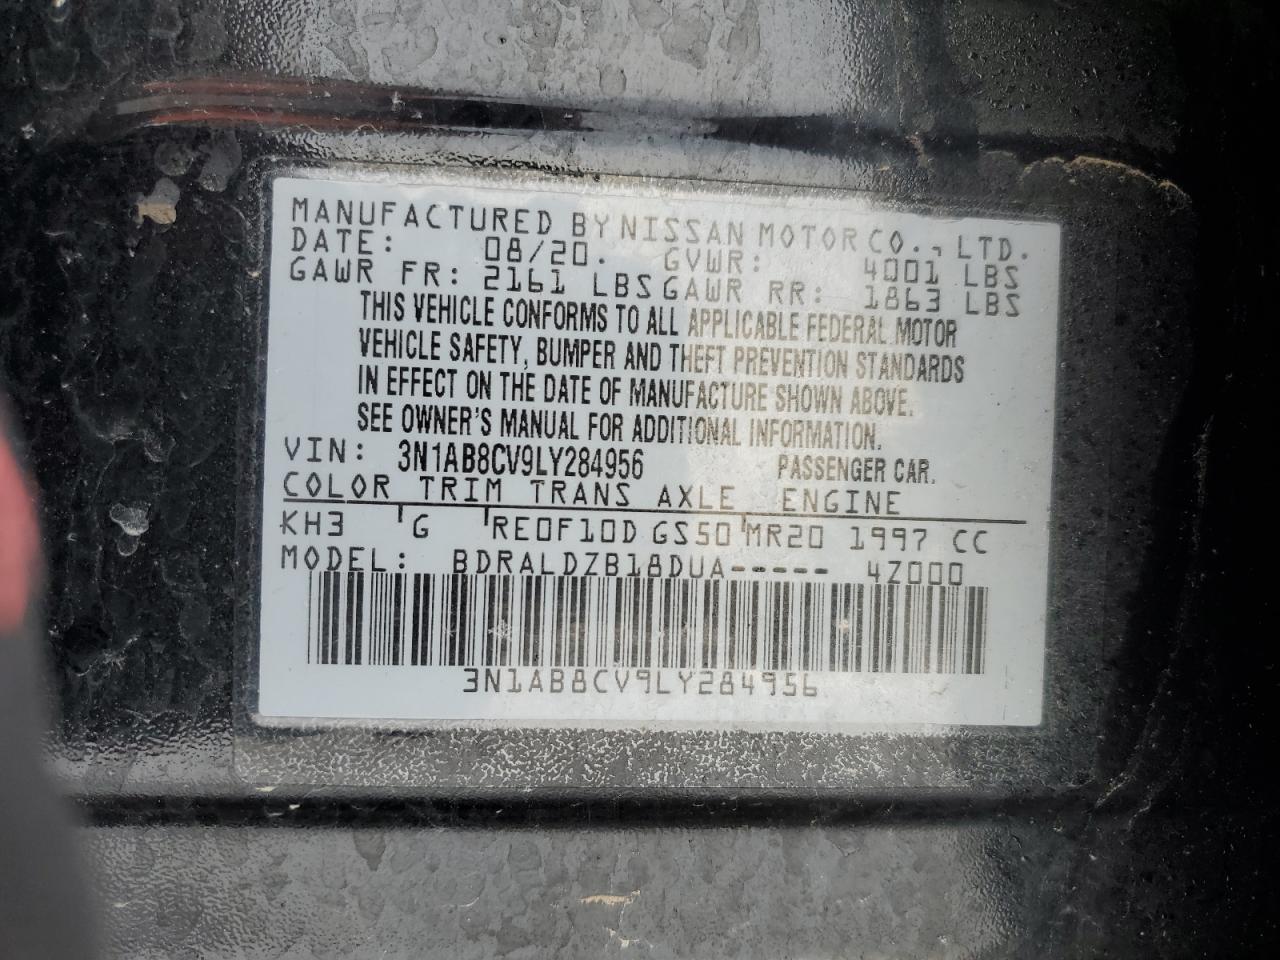 MANUFACTURED BY NISSAN MOTOR CO., LTD.
DATE: 08/20. GVWR: 4001 LBS
GAWR FR: 2161 LBS GAWR RR: 1863 LBS
THIS VEHICLE CONFORMS TO ALL APPLICABLE FEDERAL MOTOR
VEHICLE SAFETY, BUMPER AND THEFT PREVENTION STANDARDS
IN EFFECT ON THE DATE OF MANUFACTURE SHOWN ABOVE.
SEE OWNER'S MANUAL FOR ADDITIONAL INFORMATION.
VIN: 3N1AB8CV9LY284956 PASSENGER CAR.
COLOR TRIM TRANS AXLE ENGINE
KH3 G RE0F10D GS50 MR20 1997 CC
MODEL: BDRALDZB18DUA----- 4Z000
3N1AB8CV9LY284956